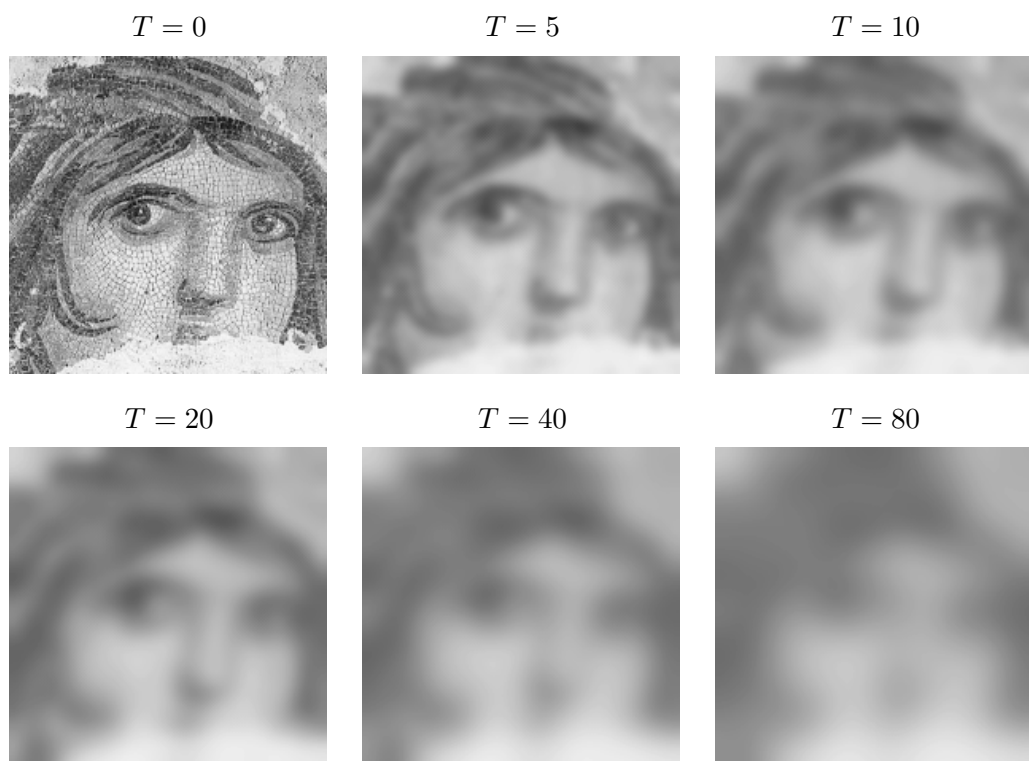 T = 0
T = 5
T = 10
T = 20
T = 40
T = 80